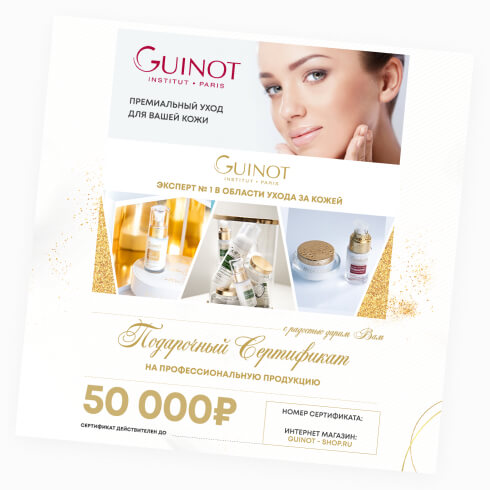 GUINOT
INSTITUT • PARIS
ПРЕМИАЛЬНЫЙ УХОД
ДЛЯ ВАШЕЙ КОЖИ
GUINOT
INSTITUT • PARIS
ЭКСПЕРТ № 1 В ОБЛАСТИ УХОДА ЗА КОЖЕЙ
с радостью дарим Вам
Подарочный Сертификат
НА ПРОФЕССИОНАЛЬНУЮ ПРОДУКЦИЮ
50 000₽
СЕРТИФИКАТ ДЕЙСТВИТЕЛЕН ДО
НОМЕР СЕРТИФИКАТА:
ИНТЕРНЕТ МАГАЗИН:
GUINOT - SHOP.RU